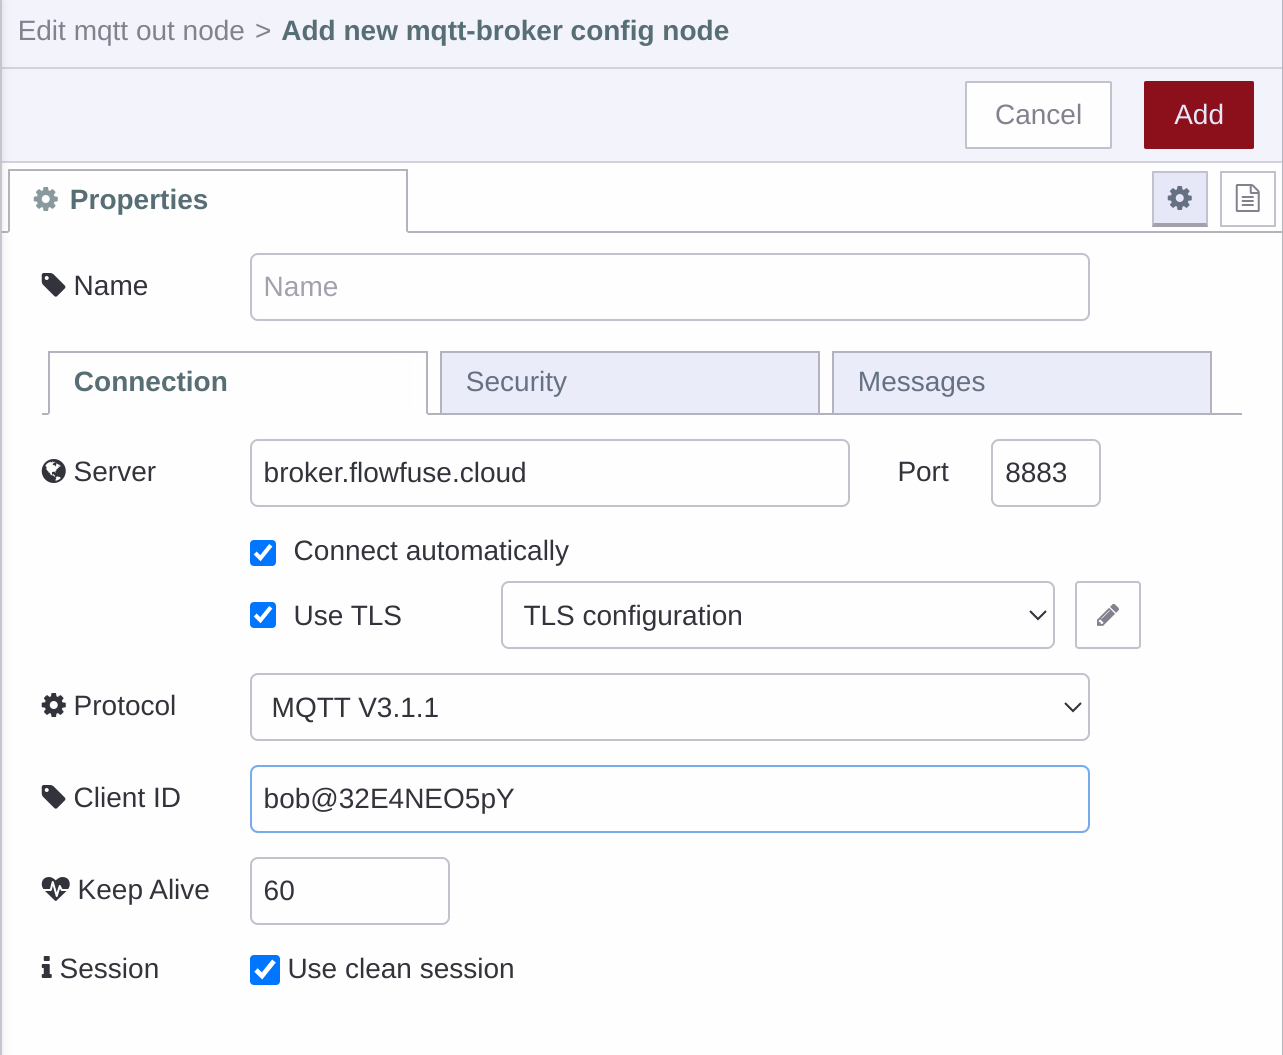 Edit mqtt out node > Add new mqtt-broker config node
Cancel Add
Properties
Name Name
Connection Security Messages
Server broker.flowfuse.cloud Port 8883
Connect automatically
Use TLS TLS configuration
Protocol MQTT V3.1.1
Client ID bob@32E4NEO5pY
Keep Alive 60
Session Use clean session